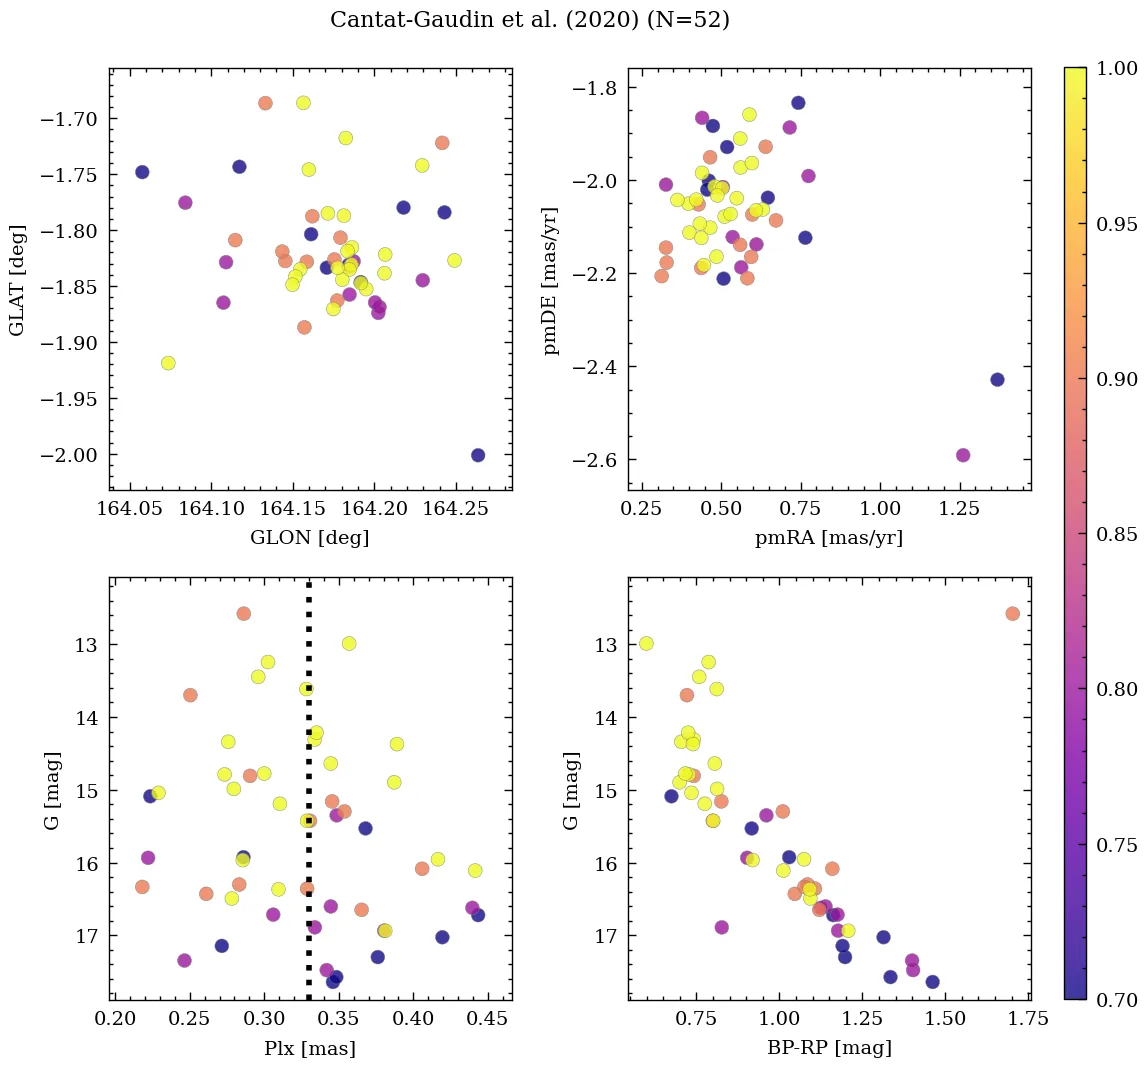 Cantat-Gaudin et al. (2020) (N=52)
−1.70
−1.75
−1.80
−1.85
−1.90
−1.95
−2.00
GLAT [deg]
164.05 164.10 164.15 164.20 164.25
GLON [deg]
−1.8
−2.0
−2.2
−2.4
−2.6
pmDE [mas/yr]
0.25 0.50 0.75 1.00 1.25
pmRA [mas/yr]
13
14
15
16
17
G [mag]
0.20 0.25 0.30 0.35 0.40 0.45
Plx [mas]
13
14
15
16
17
G [mag]
0.75 1.00 1.25 1.50 1.75
BP-RP [mag]
1.00
0.95
0.90
0.85
0.80
0.75
0.70